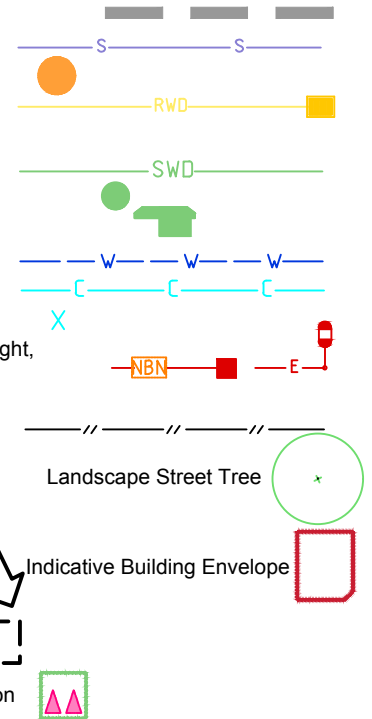 S S
RWD
SWD
W W W
C C C
X
ght,
NBN E
// // //
Landscape Street Tree
Indicative Building Envelope
on